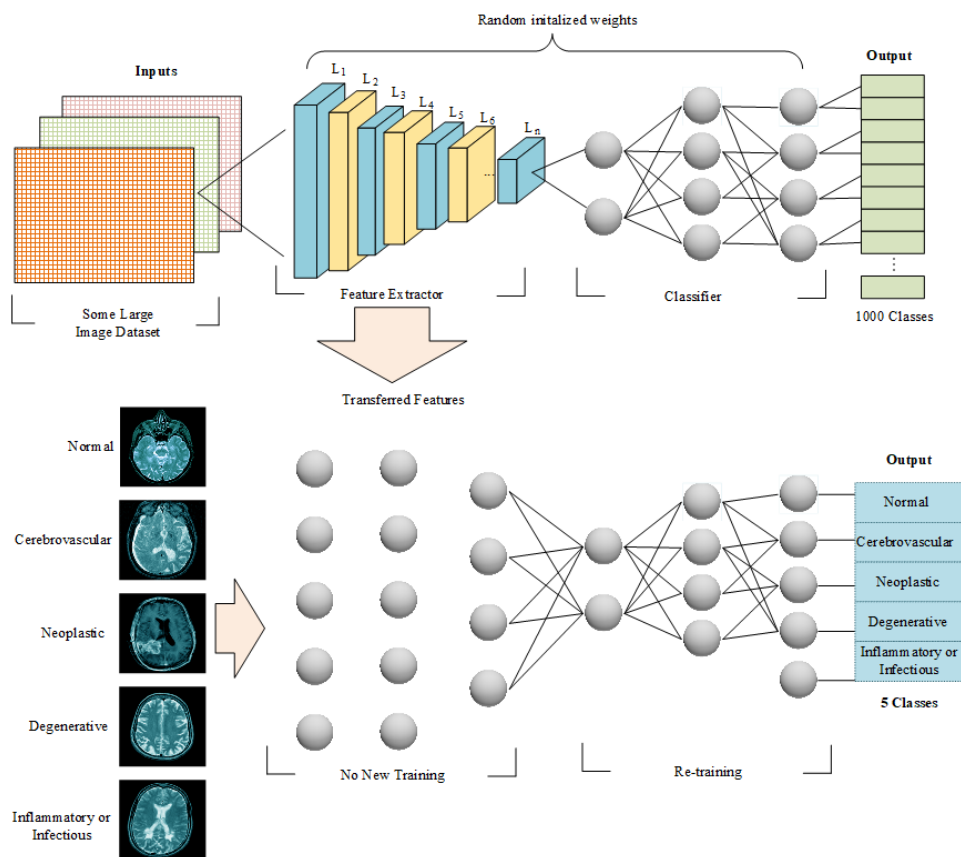 Random initalized weights
Inputs
Output
L1
L2
L3
L4
L5
L6
...
Ln
Feature Extractor
Classifier
Some Large
Image Dataset
1000 Classes
Transferred Features
Normal
Cerebrovascular
Neoplastic
Degenerative
Inflammatory or
Infectious
Output
Normal
Cerebrovascular
Neoplastic
Degenerative
Inflammatory or
Infectious
5 Classes
No New Training
Re-training